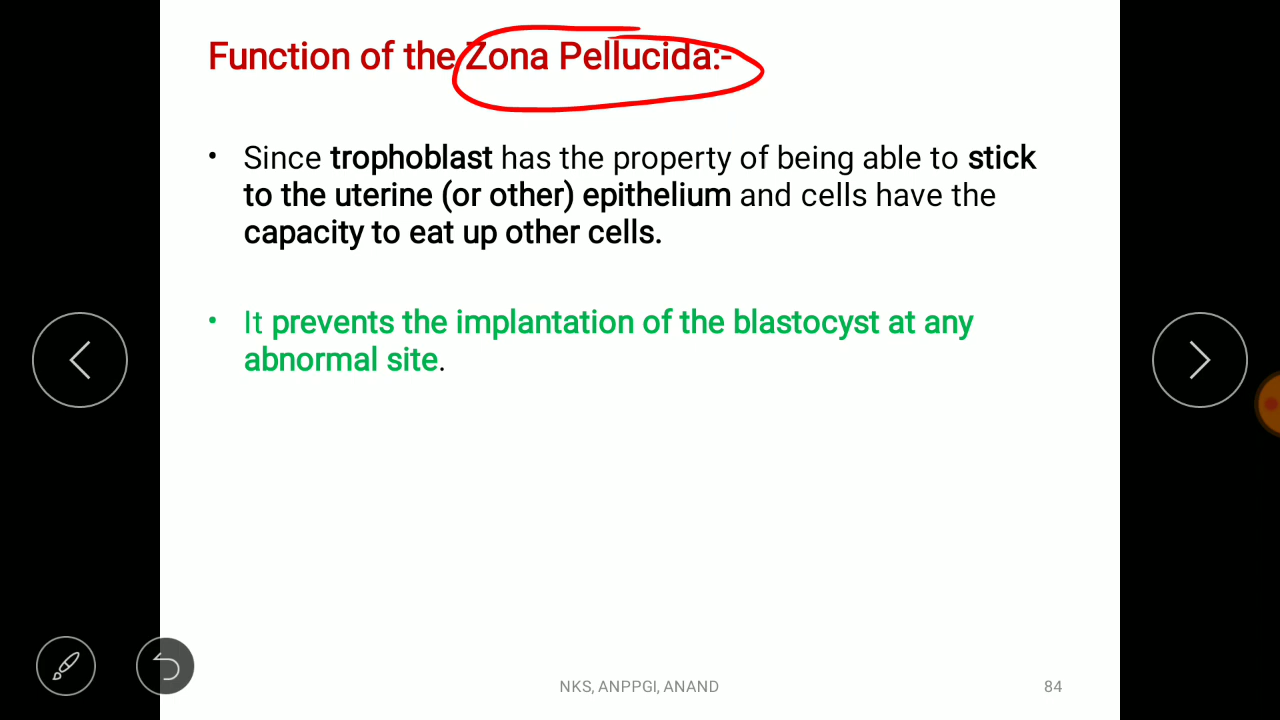 Function of the Zona Pellucida:-
• Since trophoblast has the property of being able to stick
to the uterine (or other) epithelium and cells have the
capacity to eat up other cells.
• It prevents the implantation of the blastocyst at any
abnormal site.
NKS, ANPPGI, ANAND 84